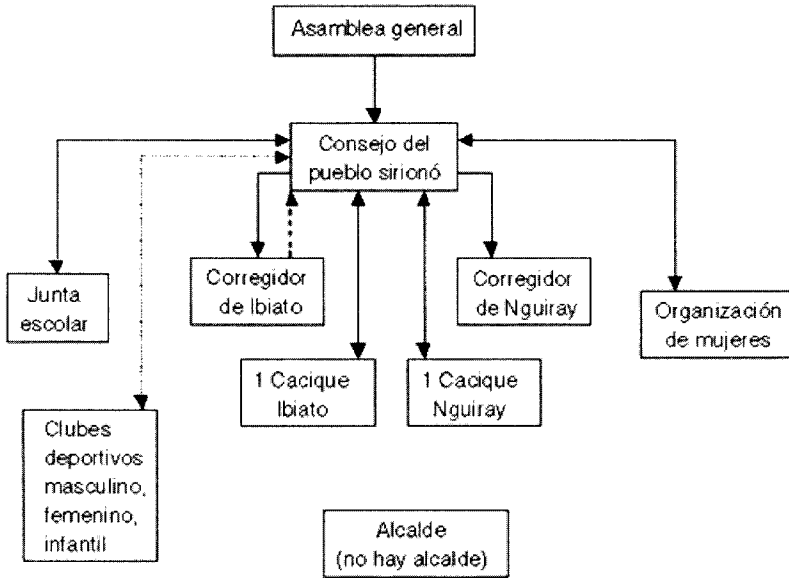 Asamblea general
Consejo del
pueblo sirionó
Junta
escolar
Corregidor
de Ibiato
Corregidor
de Nguiray
Organización
de mujeres
1 Cacique
Ibiato
1 Cacique
Nguiray
Clubes
deportivos
masculino,
femenino,
infantil
Alcalde
(no hay alcalde)